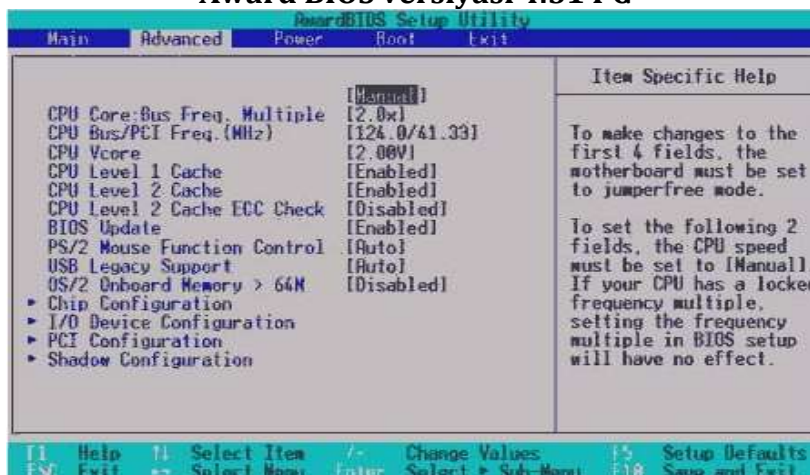 Award BIOS versiyası 4.51 PG
AwardBIOS Setup Utility
Main Advanced Power Boot Exit
Item Specific Help
[Manual]
CPU Core:Bus Freq. Multiple [2.0x]
CPU Bus/PCI Freq.(MHz) [124.0/41.33]
CPU Vcore [2.00V]
CPU Level 1 Cache [Enabled]
CPU Level 2 Cache [Enabled]
CPU Level 2 Cache ECC Check [Disabled]
BIOS Update [Enabled]
PS/2 Mouse Function Control [Auto]
USB Legacy Support [Auto]
OS/2 Onboard Memory > 64M [Disabled]
► Chip Configuration
► I/O Device Configuration
► PCI Configuration
► Shadow Configuration
To make changes to the
first 4 fields, the
motherboard must be set
to jumperfree mode.
To set the following 2
fields, the CPU speed
must be set to [Manual]
If your CPU has a locked
frequency multiple,
setting the frequency
multiple in BIOS setup
will have no effect.
F1 Help ↑↓ Select Item -/+ Change Values F5 Setup Defaults
ESC Exit ←→ Select Menu Enter Select ► Sub-Menu F10 Save and Exit